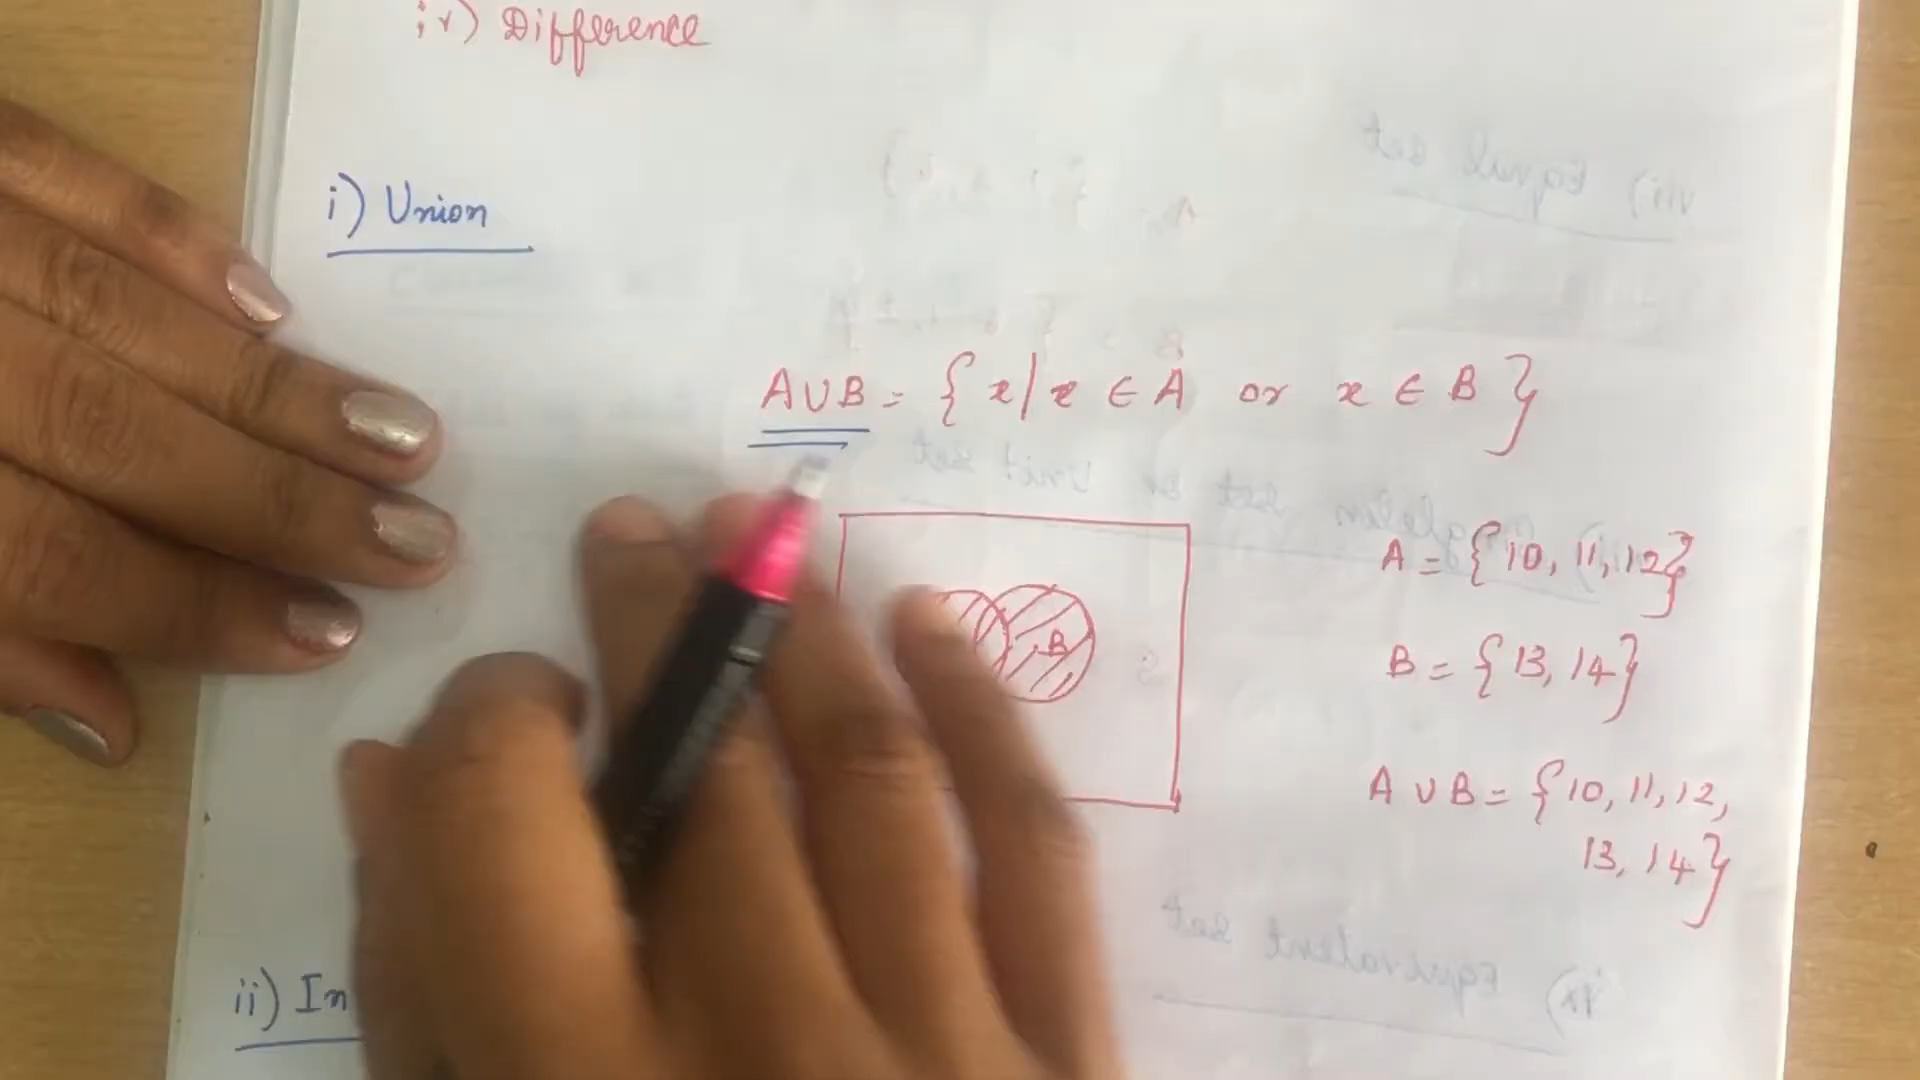 iv) Difference
i) Union
A∪B = { x/x ∈ A or x ∈ B }
A = {10, 11, 12}
B = {13, 14}
B
A ∪ B = {10, 11, 12,
13, 14}
ii) In